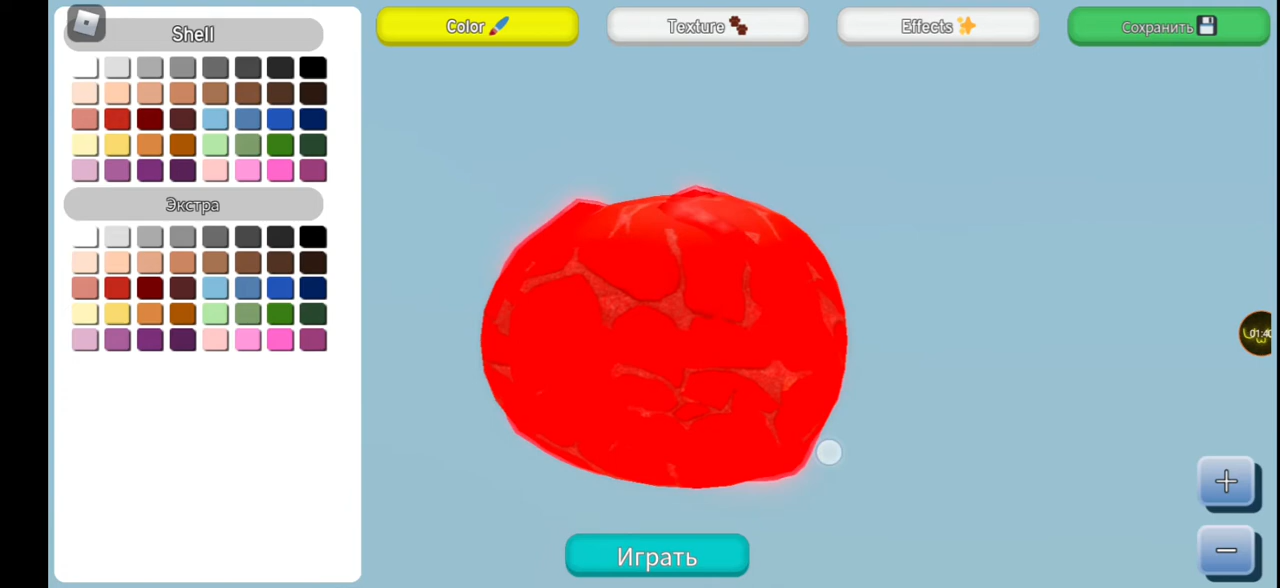 Shell
Color
Texture
Effects
Сохранить
Экстра
Играть